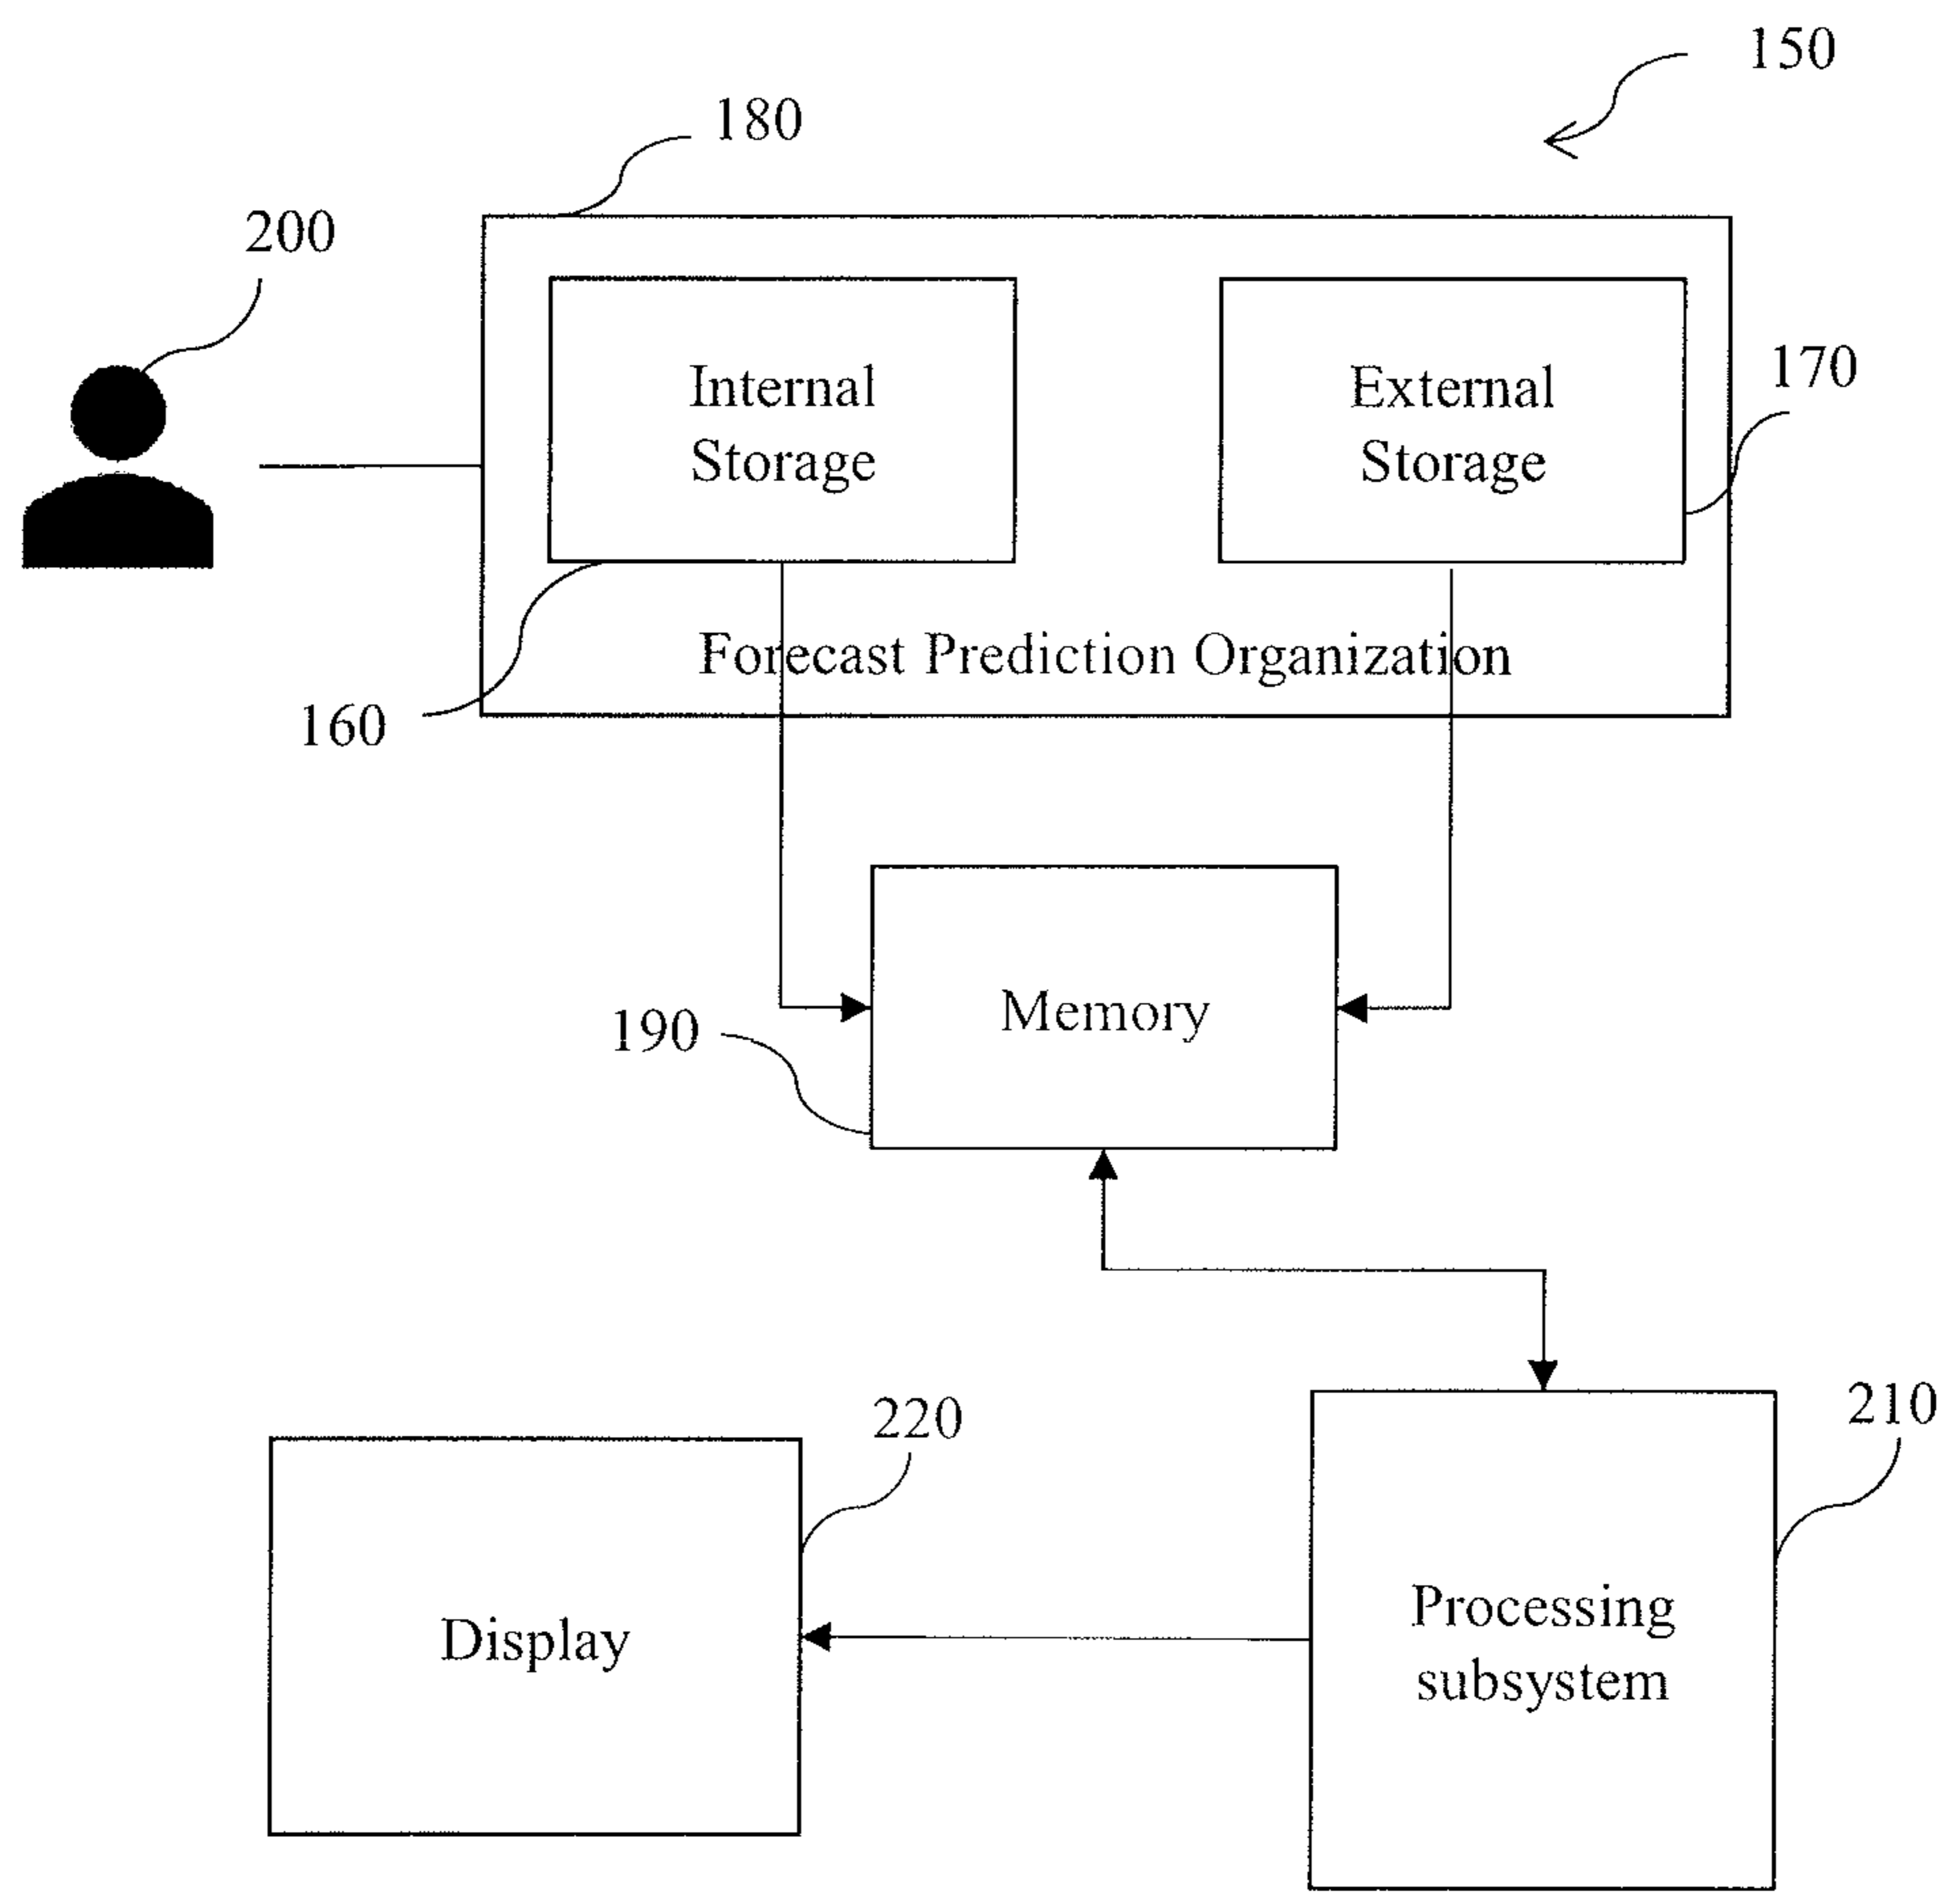 150
180
200
Internal
Storage
External
Storage
170
Forecast Prediction Organization
160
Memory
190
220
210
Display
Processing
subsystem